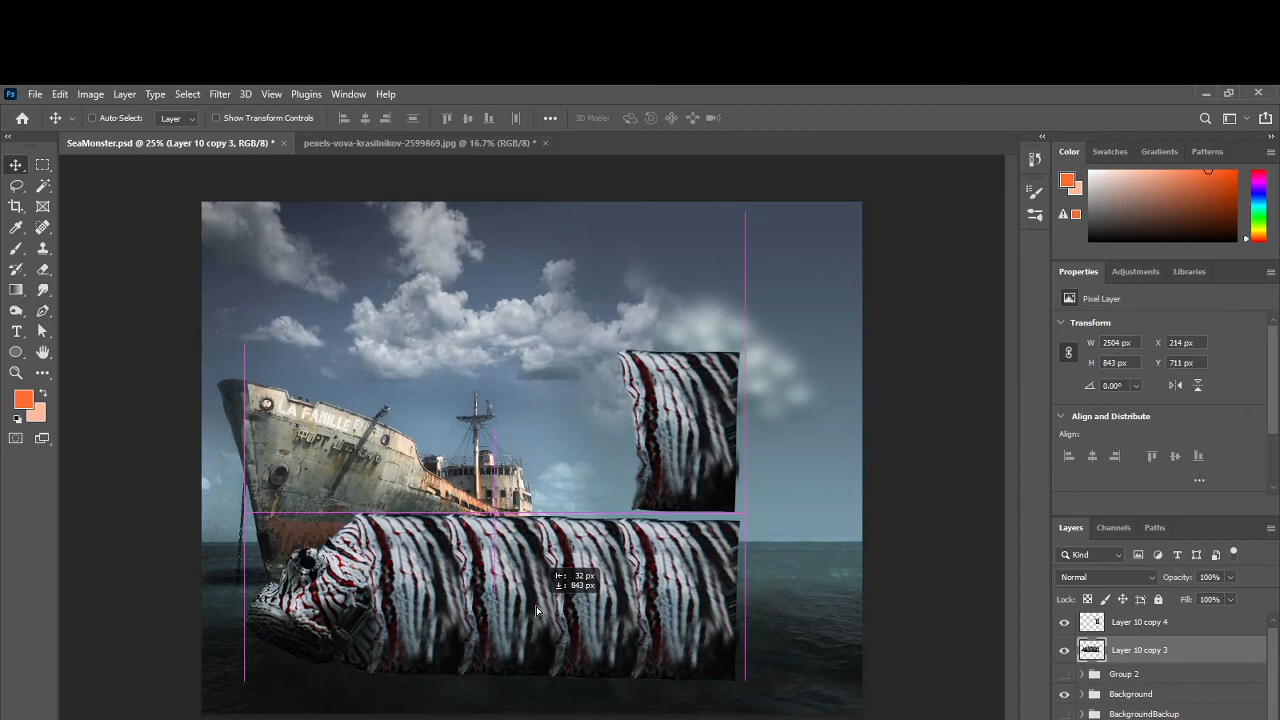 Ps File Edit Image Layer Type Select Filter 3D View Plugins Window Help
Auto-Select: Layer Show Transform Controls 3D Mode:
SeaMonster.psd @ 25% (Layer 10 copy 3, RGB/8) * pexels-vova-krasilnikov-2599869.jpg @ 16.7% (RGB/8) *
Color Swatches Gradients Patterns
Properties Adjustments Libraries
Pixel Layer
Transform
W 2504 px X 214 px
H 843 px Y 711 px
0.00°
Align and Distribute
Align:
LA FAMILLE
32 px
843 px
Layers Channels Paths
Kind
Normal Opacity: 100%
Lock: Fill: 100%
Layer 10 copy 4
Layer 10 copy 3
Group 2
Background
BackgroundBackup